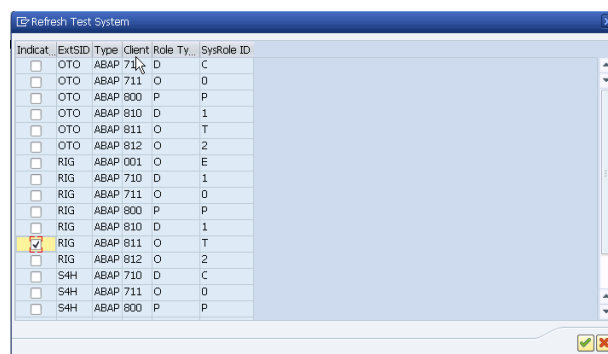 Refresh Test System
Indicat... ExtSID Type Client Role Ty... SysRole ID
OTO ABAP D C
OTO ABAP 711 O 0
OTO ABAP 800 P P
OTO ABAP 810 D 1
OTO ABAP 811 O T
OTO ABAP 812 O 2
RIG ABAP 001 O E
RIG ABAP 710 D 1
RIG ABAP 711 O 0
RIG ABAP 800 P P
RIG ABAP 810 D 1
RIG ABAP 811 O T
RIG ABAP 812 O 2
S4H ABAP 710 D C
S4H ABAP 711 O 0
S4H ABAP 800 P P